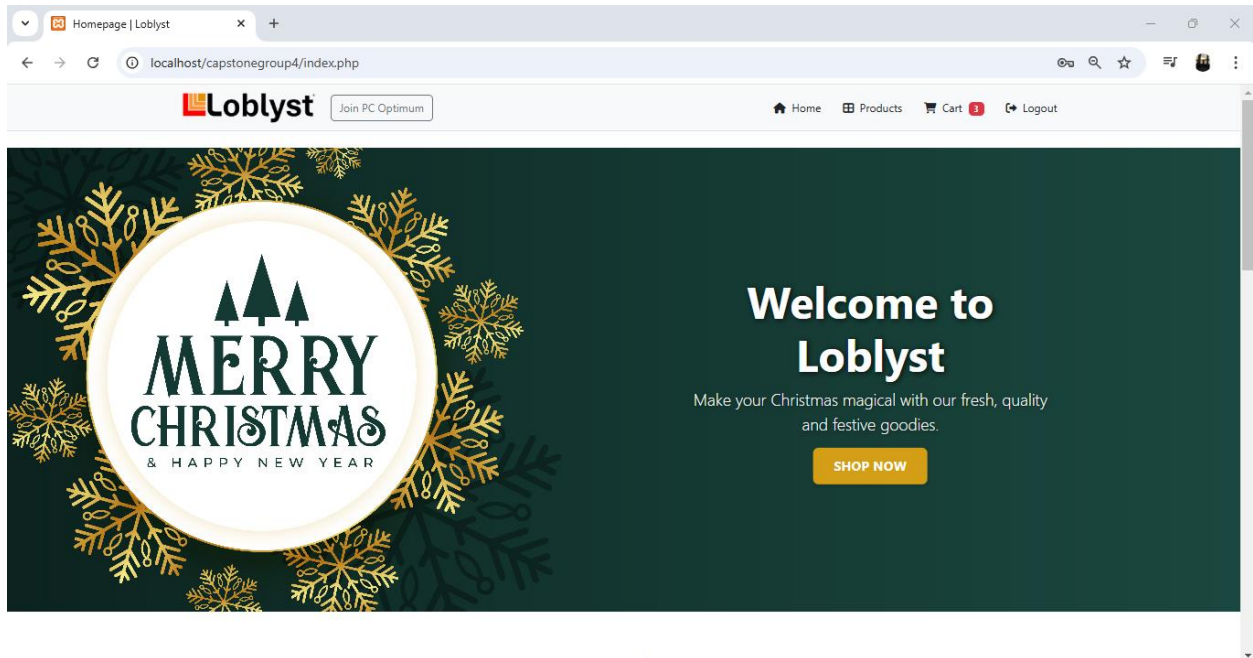 Homepage | Loblyst
localhost/capstonegroup4/index.php
Loblyst
Join PC Optimum
Home
Products
Cart 3
Logout
MERRY
CHRISTMAS
& HAPPY NEW YEAR
Welcome to
Loblyst
Make your Christmas magical with our fresh, quality
and festive goodies.
SHOP NOW